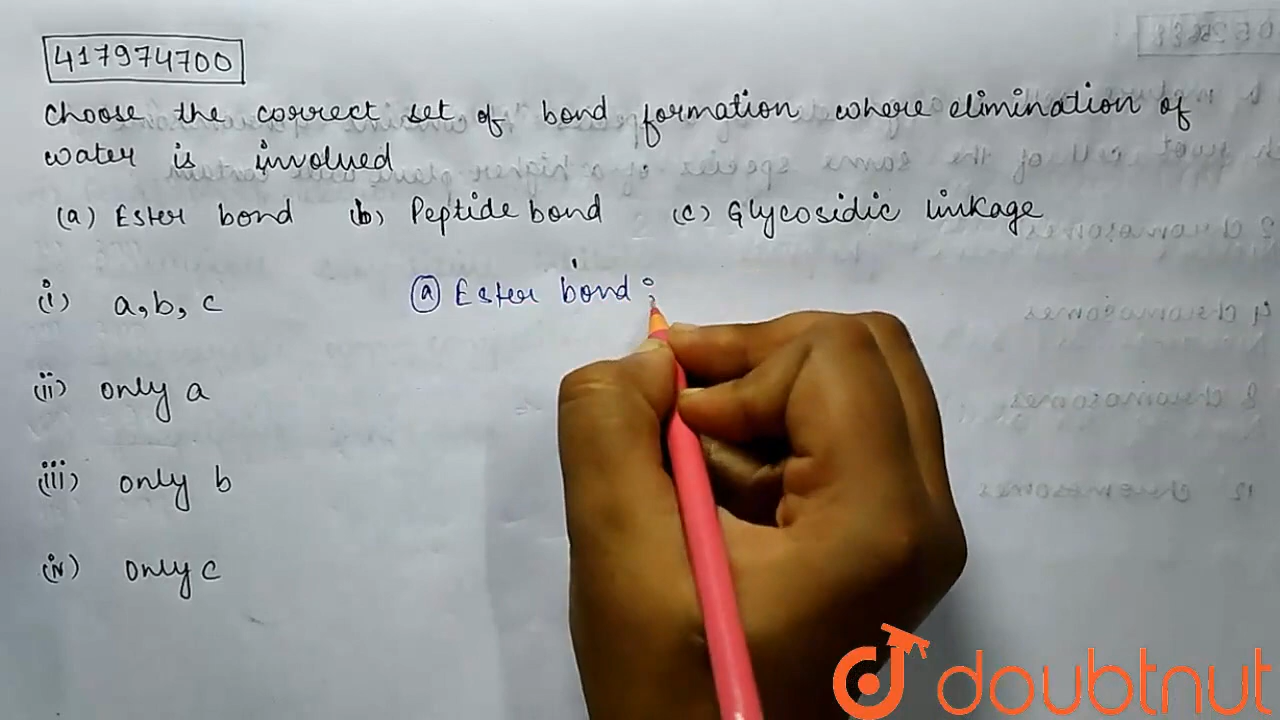 417974700
Choose the correct set of bond formation where elimination of
water is involved
(a) Ester bond (b) Peptide bond (c) Glycosidic linkage
(i) a, b, c
(a) Ester bond :
(ii) only a
(iii) only b
(iv) only c
doubtnut